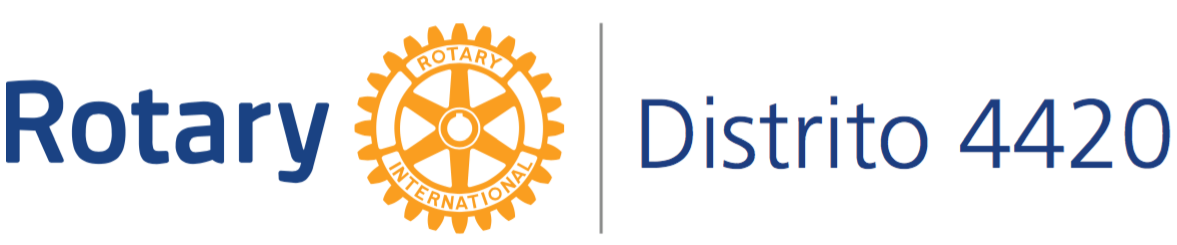 Rotary
ROTARY
INTERNATIONAL
Distrito 4420